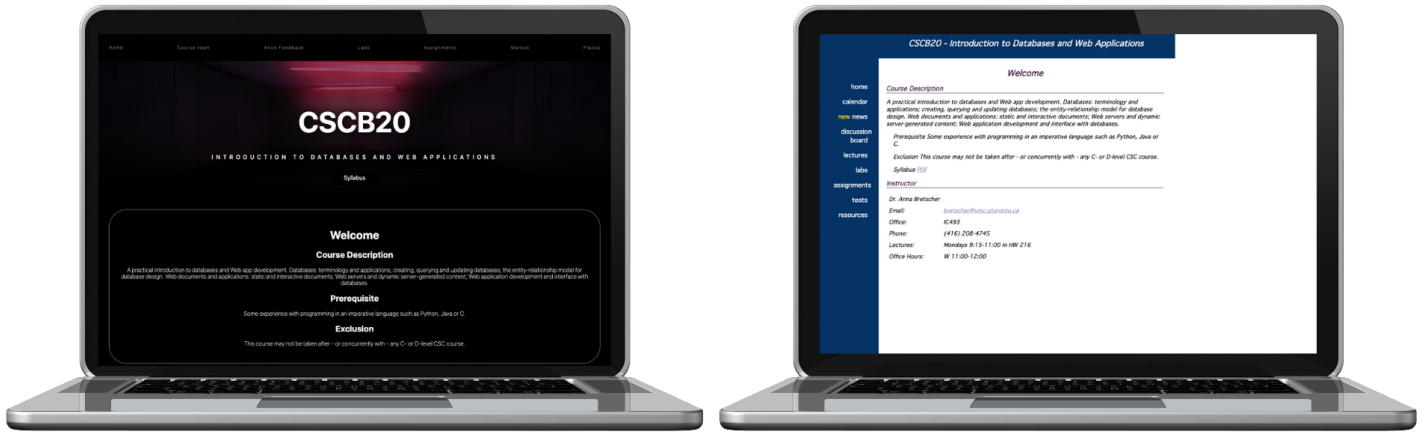 Home Course team Anon Feedback Labs Assignments Markus Piazza
CSCB20
INTRODUCTION TO DATABASES AND WEB APPLICATIONS
Syllabus
Welcome
Course Description
A practical introduction to databases and Web app development. Databases: terminology and applications; creating, querying and updating databases; the entity-relationship model for
database design. Web documents and applications: static and interactive documents; Web servers and dynamic server-generated content; Web application development and interface with
databases.
Prerequisite
Some experience with programming in an imperative language such as Python, Java or C.
Exclusion
This course may not be taken after - or concurrently with - any C- or D-level CSC course.
CSCB20 - Introduction to Databases and Web Applications
home
calendar
new news
discussion
board
lectures
labs
assignments
tests
resources
Welcome
Course Description
A practical introduction to databases and Web app development. Databases: terminology and
applications; creating, querying and updating databases; the entity-relationship model for database
design. Web documents and applications: static and interactive documents; Web servers and dynamic
server-generated content; Web application development and interface with databases.
Prerequisite Some experience with programming in an imperative language such as Python, Java or
C.
Exclusion This course may not be taken after - or concurrently with - any C- or D-level CSC course.
Syllabus PDF
Instructor
Dr. Anna Bretscher
Email: bretscher@utsc.utoronto.ca
Office: IC493
Phone: (416) 208-4745
Lectures: Mondays 9:15-11:00 in HW 216
Office Hours: W 11:00-12:00